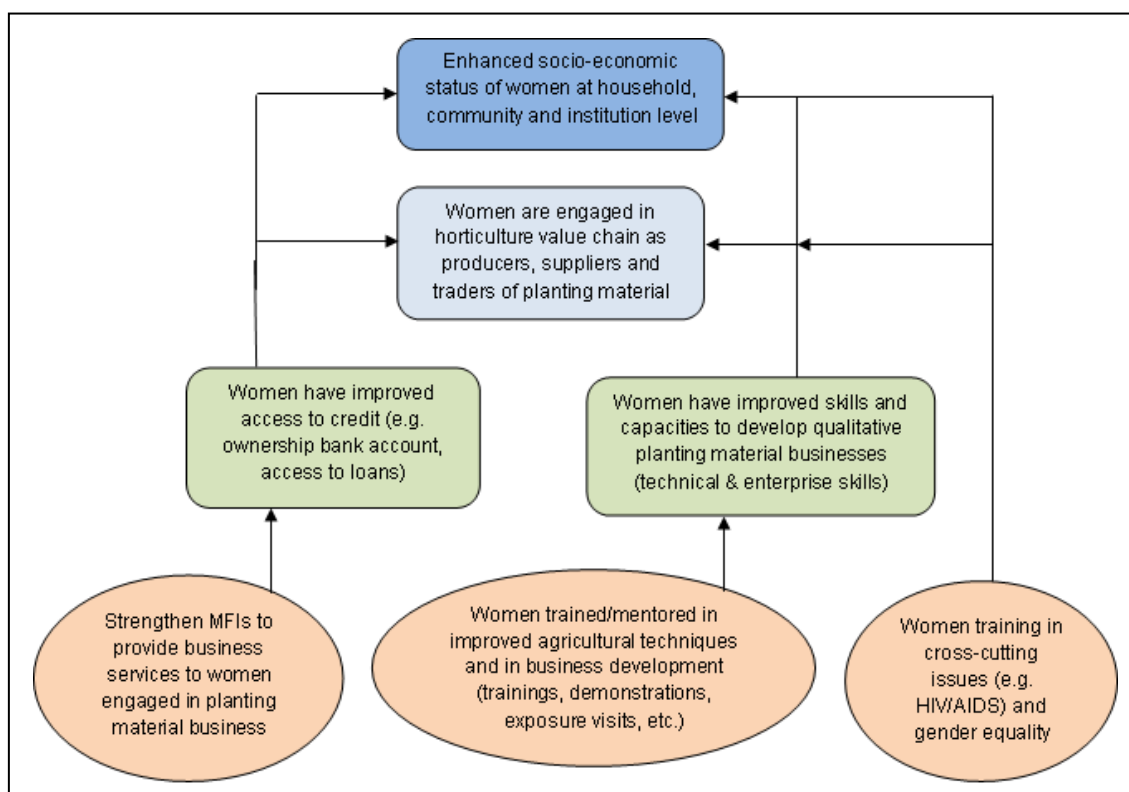 Enhanced socio-economic
status of women at household,
community and institution level
Women are engaged in
horticulture value chain as
producers, suppliers and
traders of planting material
Women have improved
access to credit (e.g.
ownership bank account,
access to loans)
Women have improved skills and
capacities to develop qualitative
planting material businesses
(technical & enterprise skills)
Strengthen MFIs to
provide business
services to women
engaged in planting
material business
Women trained/mentored in
improved agricultural techniques
and in business development
(trainings, demonstrations,
exposure visits, etc.)
Women training in
cross-cutting
issues (e.g.
HIV/AIDS) and
gender equality